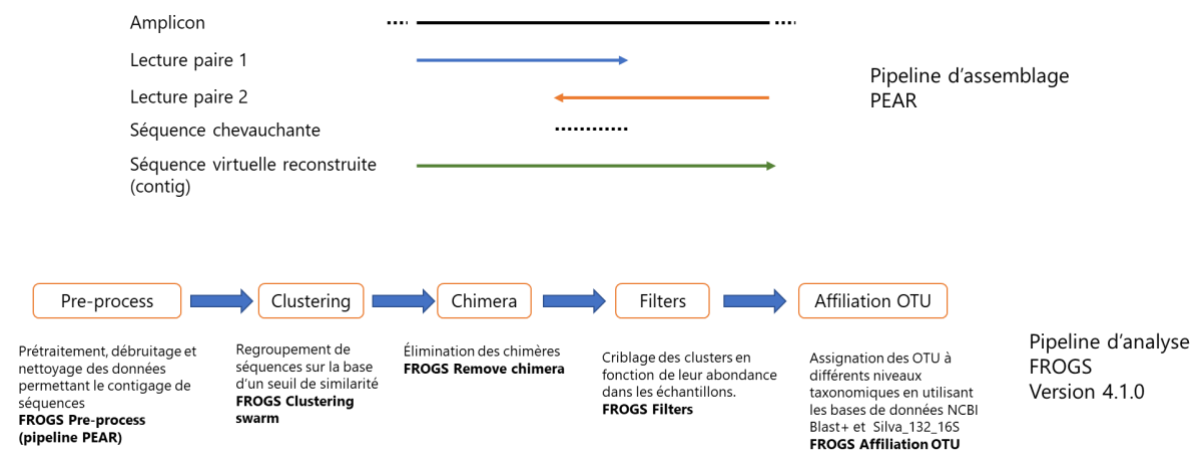 Amplicon
Lecture paire 1
Lecture paire 2
Séquence chevauchante
Séquence virtuelle reconstruite
(contig)
Pipeline d'assemblage
PEAR
Pre-process
Clustering
Chimera
Filters
Affiliation OTU
Prétraitement, débruitage et
nettoyage des données
permettant le contigage de
séquences
FROGS Pre-process
(pipeline PEAR)
Regroupement de
séquences sur la base
d'un seuil de similarité
FROGS Clustering
swarm
Élimination des chimères
FROGS Remove chimera
Criblage des clusters en
fonction de leur abondance
dans les échantillons.
FROGS Filters
Assignation des OTU à
différents niveaux
taxonomiques en utilisant
les bases de données NCBI
Blast+ et Silva_132_16S
FROGS Affiliation OTU
Pipeline d'analyse
FROGS
Version 4.1.0